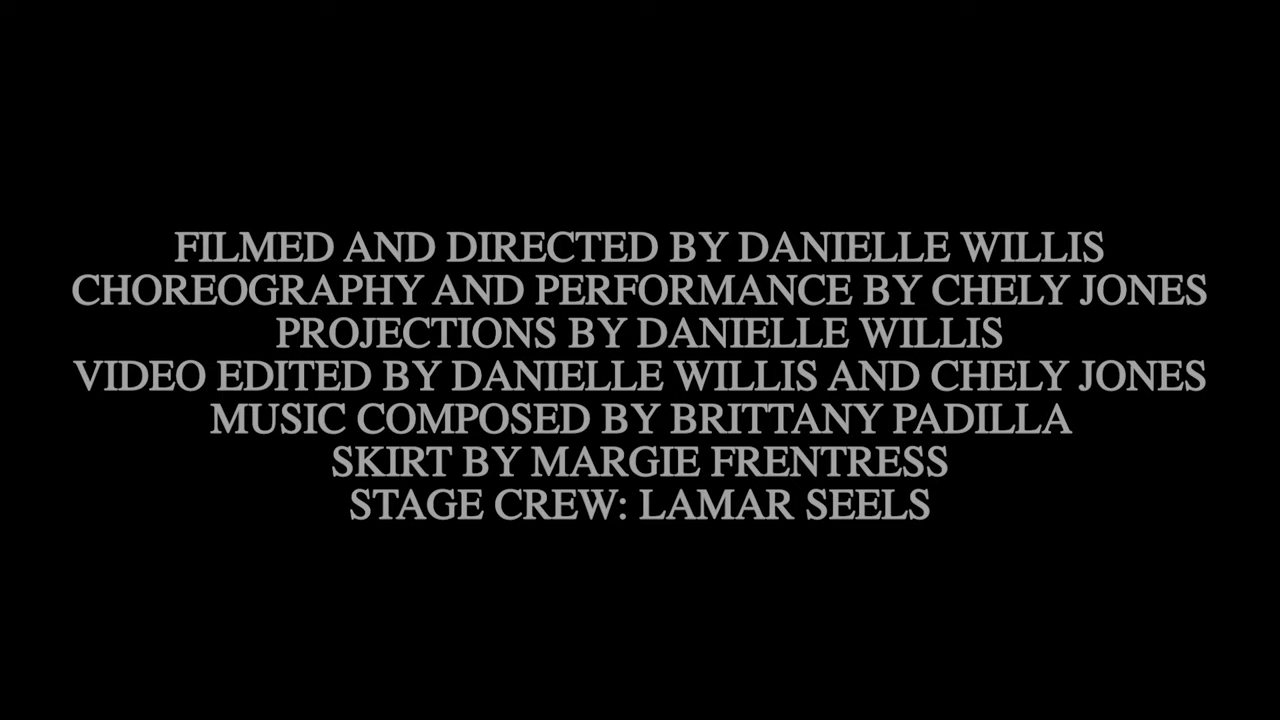 FILMED AND DIRECTED BY DANIELLE WILLIS
CHOREOGRAPHY AND PERFORMANCE BY CHELY JONES
PROJECTIONS BY DANIELLE WILLIS
VIDEO EDITED BY DANIELLE WILLIS AND CHELY JONES
MUSIC COMPOSED BY BRITTANY PADILLA
SKIRT BY MARGIE FRENTRESS
STAGE CREW: LAMAR SEELS